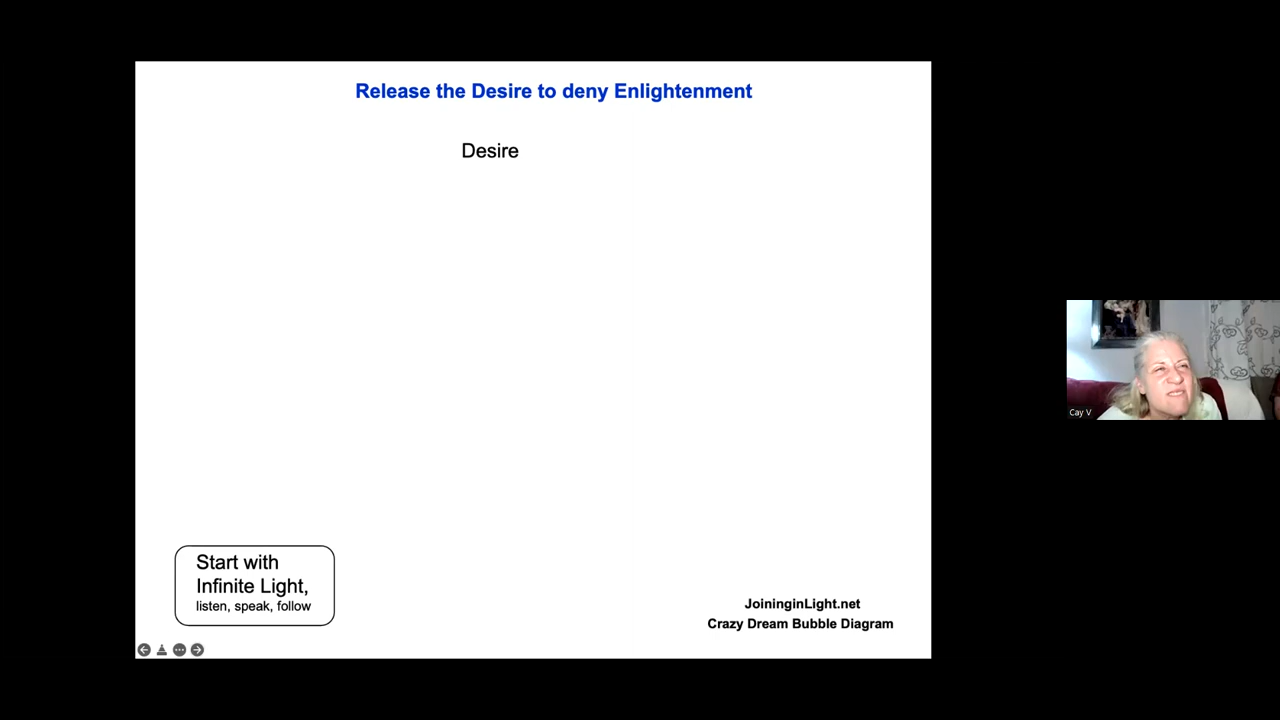 Release the Desire to deny Enlightenment
Desire
Start with
Infinite Light,
listen, speak, follow
JoininginLight.net
Crazy Dream Bubble Diagram
Cay V